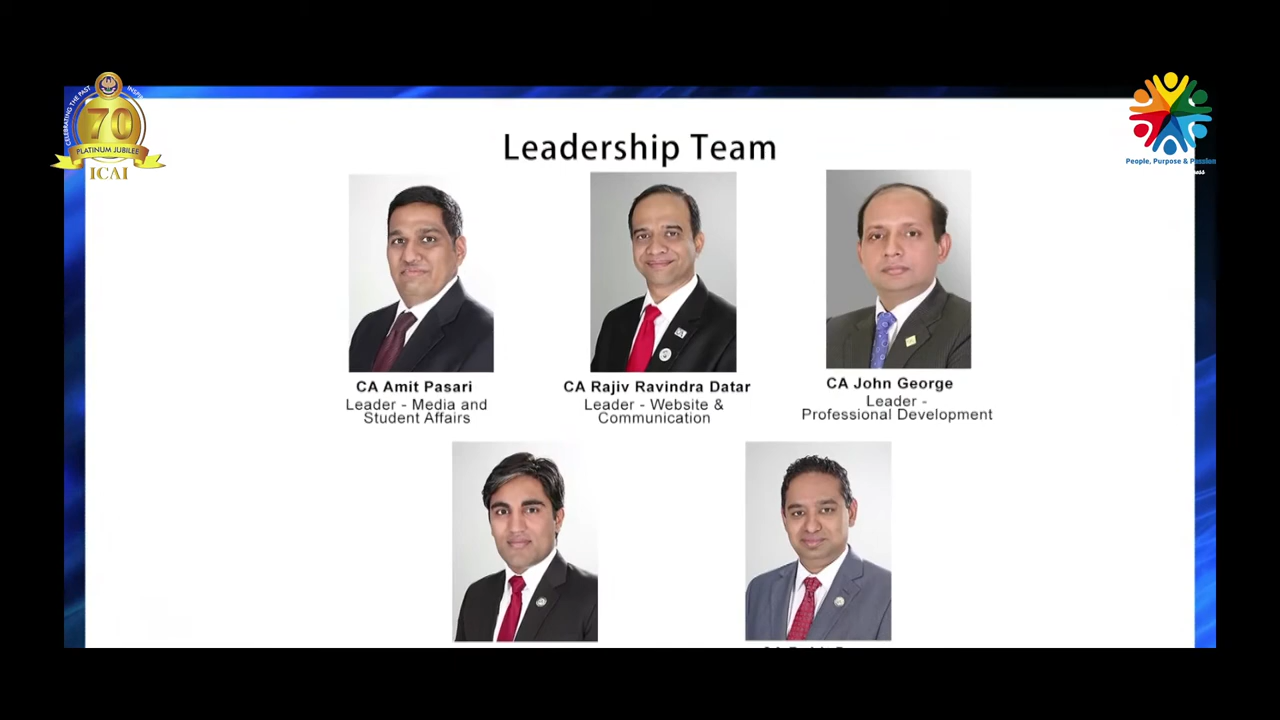 CELEBRATING THE PAST
70
PLATINUM JUBILEE
ICAI
People, Purpose & Passion
Leadership Team
CA Amit Pasari
Leader - Media and
Student Affairs
CA Rajiv Ravindra Datar
Leader - Website &
Communication
CA John George
Leader -
Professional Development